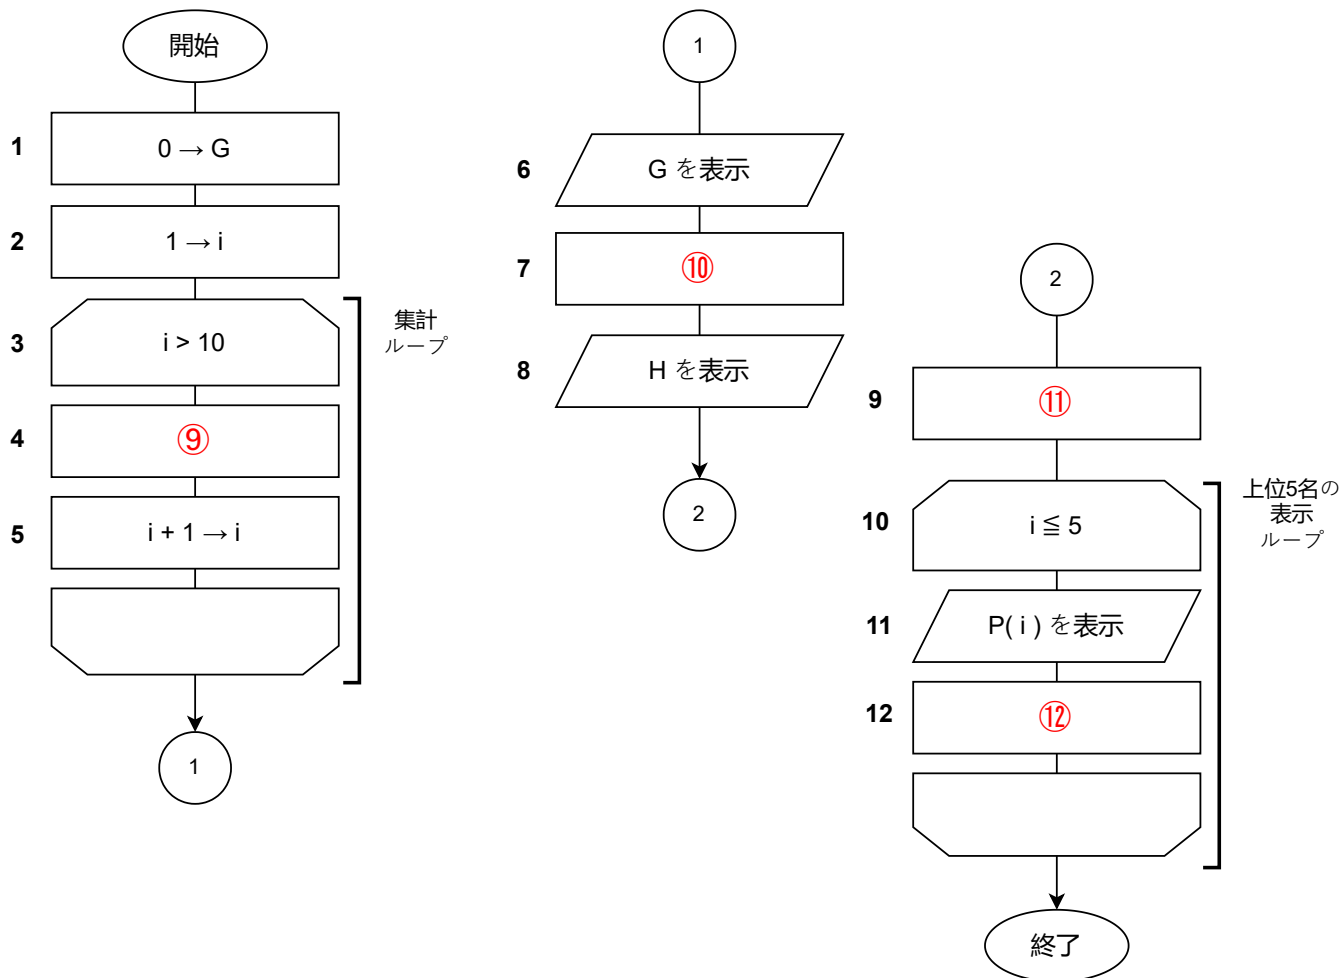 開始
1
0 → G
2
1 → i
3
i > 10
集計
ループ
4
⑨
5
i + 1 → i
1
1
6
G を表示
7
⑩
8
H を表示
2
2
9
⑪
10
i ≦ 5
上位5名の
表示
ループ
11
P( i ) を表示
12
⑫
終了